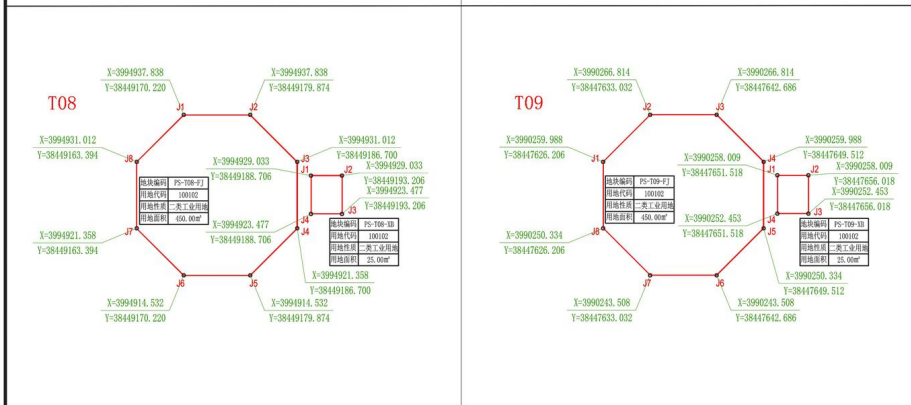 T08
X=3994937.838
Y=38449170.220
J1
X=3994937.838
Y=38449179.874
J2
X=3994931.012
Y=38449163.394
J8
X=3994931.012
Y=38449186.700
J3
X=3994929.033
Y=38449188.706
J1
X=3994929.033
Y=38449193.206
J2
X=3994923.477
Y=38449193.206
J3
地块编码 PS-T08-FJ
用地代码 100102
用地性质 二类工业用地
用地面积 450.00㎡
X=3994923.477
Y=38449188.706
J4
地块编码 PS-T08-XB
用地代码 100102
用地性质 二类工业用地
用地面积 25.00㎡
X=3994921.358
Y=38449163.394
J7
J4
X=3994921.358
Y=38449186.700
J6
X=3994914.532
Y=38449170.220
J5
X=3994914.532
Y=38449179.874
T09
X=3990266.814
Y=38447633.032
J2
X=3990266.814
Y=38447642.686
J3
X=3990259.988
Y=38447626.206
J1
X=3990259.988
Y=38447649.512
J4
X=3990258.009
Y=38447651.518
J1
X=3990258.009
Y=38447656.018
J2
X=3990252.453
Y=38447656.018
J3
地块编码 PS-T09-FJ
用地代码 100102
用地性质 二类工业用地
用地面积 450.00㎡
X=3990252.453
Y=38447651.518
J4
地块编码 PS-T09-XB
用地代码 100102
用地性质 二类工业用地
用地面积 25.00㎡
X=3990250.334
Y=38447626.206
J8
J5
X=3990250.334
Y=38447649.512
J7
X=3990243.508
Y=38447633.032
J6
X=3990243.508
Y=38447642.686